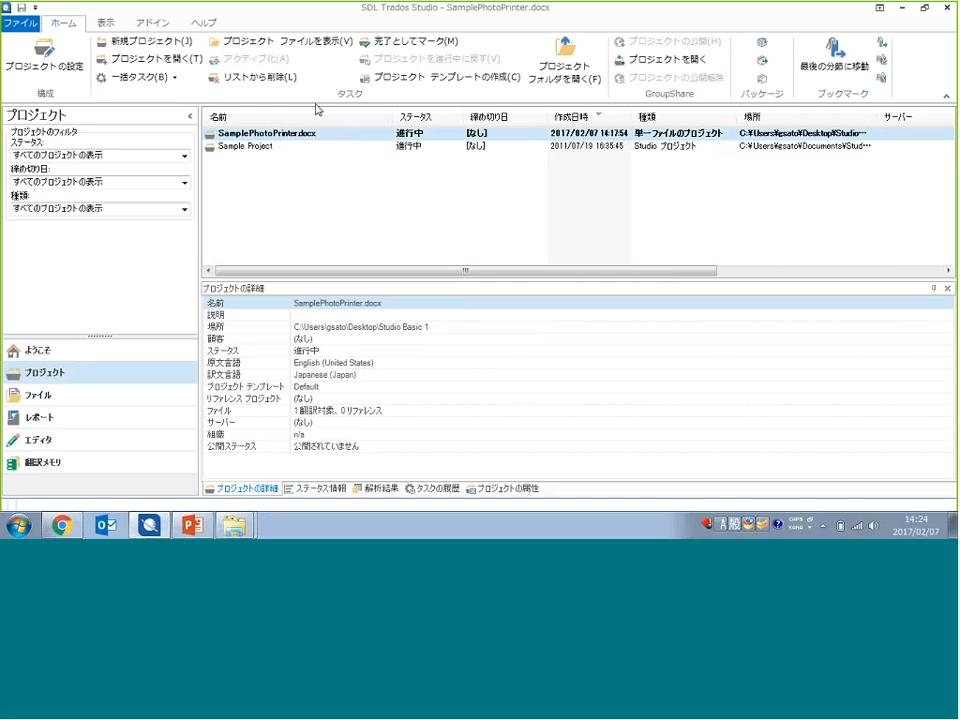 SDL Trados Studio - SamplePhotoPrinter.docx
ファイル ホーム 表示 アドイン ヘルプ
プロジェクトの設定
構成
新規プロジェクト(J)
プロジェクトを開く(T)
一括タスク(B)
プロジェクト ファイルを表示(V)
アクティブ化(A)
リストから削除(L)
完了としてマーク(M)
プロジェクトを進行中に戻す(V)
プロジェクト テンプレートの作成(C)
プロジェクト
フォルダを開く(F)
タスク
プロジェクトの公開(H)
プロジェクトを開く
プロジェクトの公開解除
GroupShare
パッケージ
最後の分節に移動
ブックマーク
プロジェクト
プロジェクトのフィルタ
ステータス:
すべてのプロジェクトの表示
締め切り日:
すべてのプロジェクトの表示
種類:
すべてのプロジェクトの表示
ようこそ
プロジェクト
ファイル
レポート
エディタ
翻訳メモリ
名前 ステータス 締め切り日 作成日時 種類 場所 サーバー
SamplePhotoPrinter.docx 進行中 [なし] 2017/02/07 14:17:54 単一ファイルのプロジェクト C:¥Users¥gsato¥Desktop¥Studio…
Sample Project 進行中 [なし] 2011/07/19 16:35:45 Studio プロジェクト C:¥Users¥gsato¥Documents¥Stud…
プロジェクトの詳細
名前 SamplePhotoPrinter.docx
説明
場所 C:\Users\gsato\Desktop\Studio Basic 1
顧客 (なし)
ステータス 進行中
原文言語 English (United States)
訳文言語 Japanese (Japan)
プロジェクト テンプレート Default
リファレンス プロジェクト (なし)
ファイル 1 翻訳対象、0 リファレンス
サーバー (なし)
組織 n/a
公開ステータス 公開されていません
プロジェクトの詳細 ステータス情報 解析結果 タスクの履歴 プロジェクトの属性
A 般 CAPS
KANA
14:24
2017/02/07